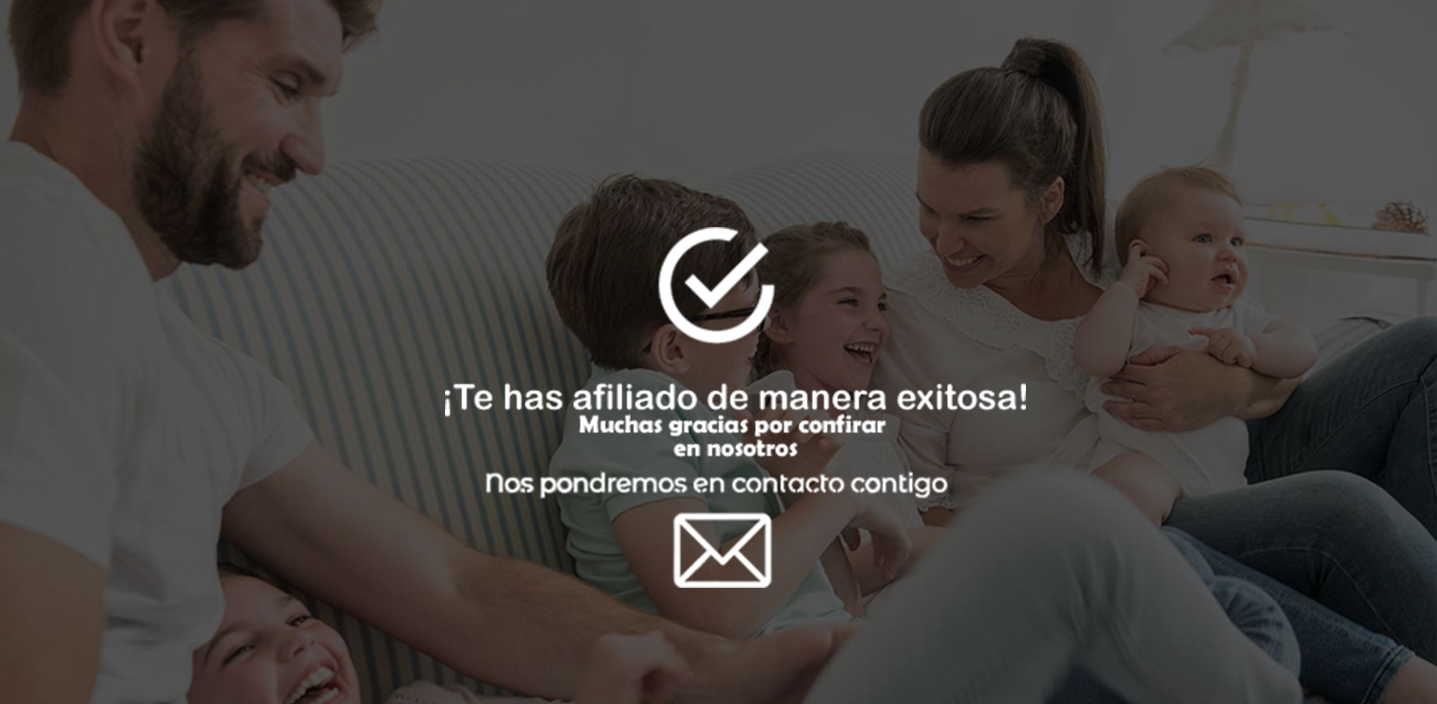 ¡Te has afiliado de manera exitosa!
Muchas gracias por confirar
en nosotros
Nos pondremos en contacto contigo